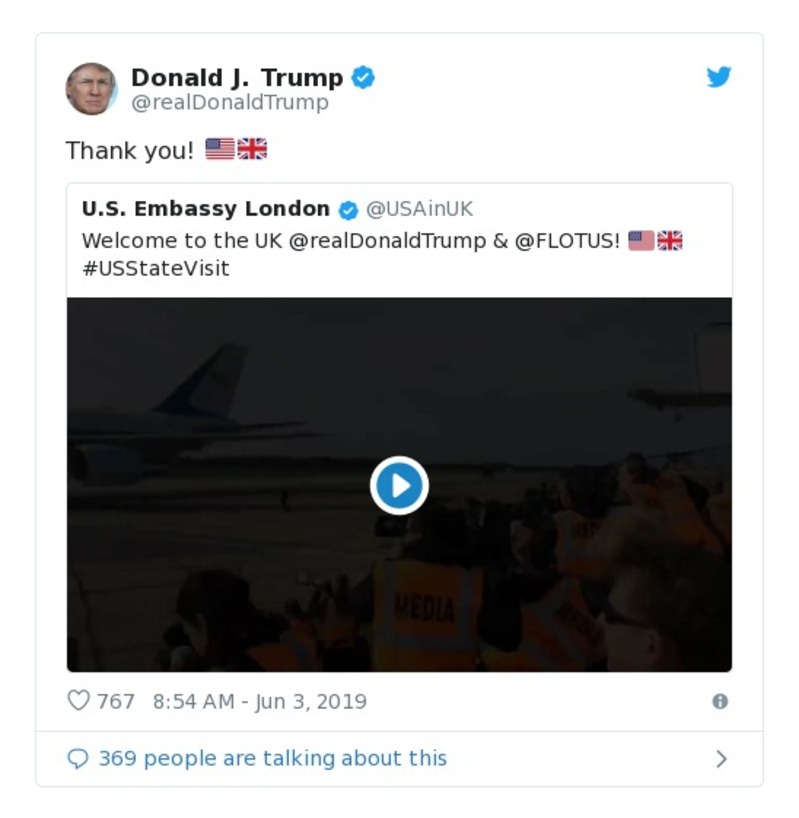 Donald J. Trump
@realDonaldTrump
Thank you! 🇺🇸🇬🇧
U.S. Embassy London @USAinUK
Welcome to the UK @realDonaldTrump & @FLOTUS! 🇺🇸🇬🇧
#USStateVisit
MEDIA
767 8:54 AM - Jun 3, 2019
369 people are talking about this